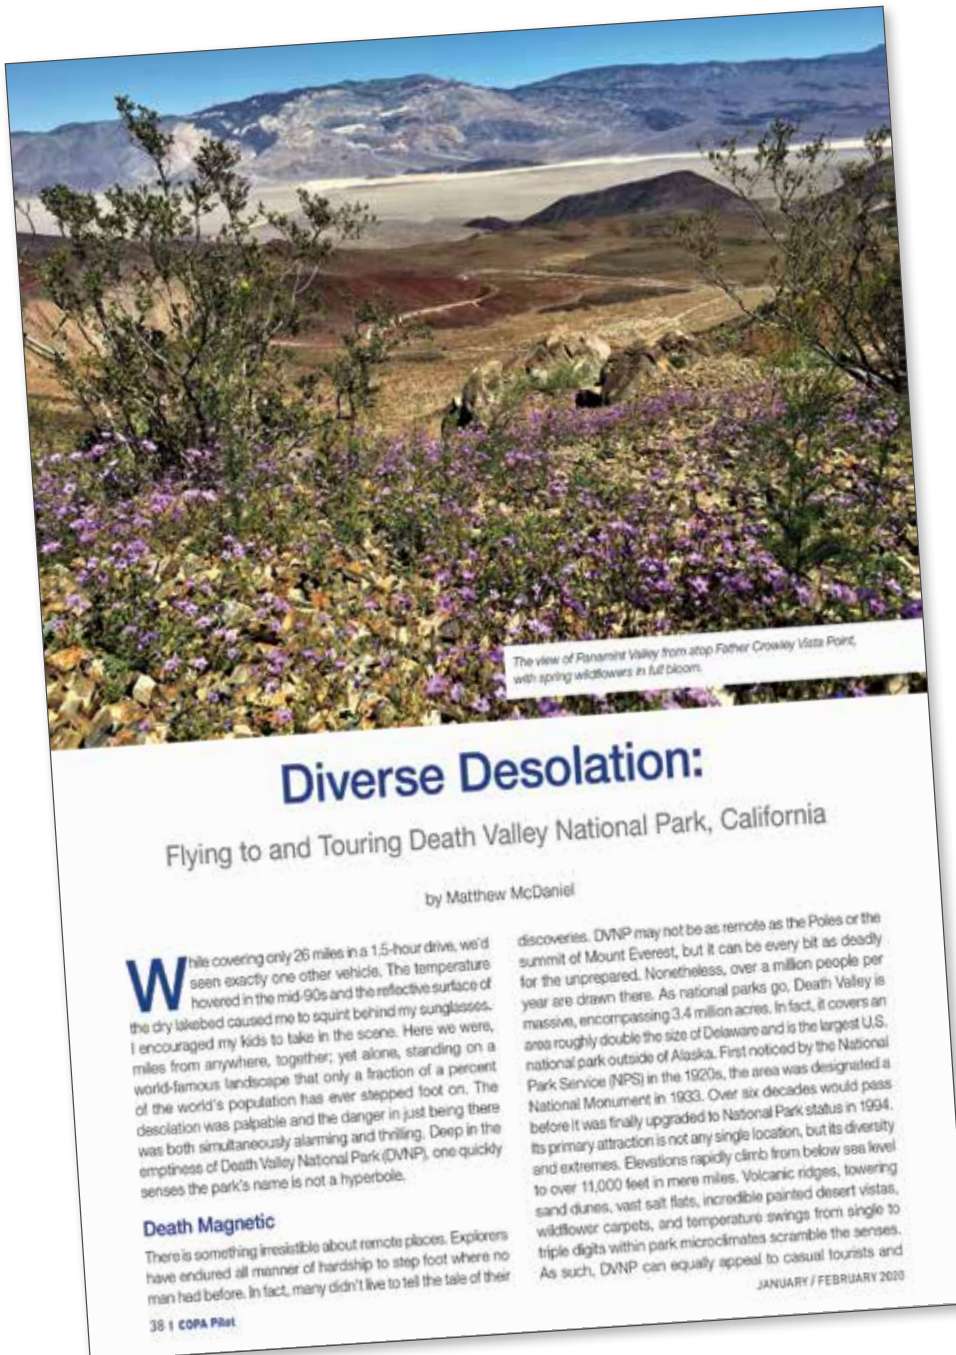 The view of Panamint Valley from atop Father Crowley Vista Point,
with spring wildflowers in full bloom.
Diverse Desolation:
Flying to and Touring Death Valley National Park, California
by Matthew McDaniel
While covering only 26 miles in a 1.5-hour drive, we'd
seen exactly one other vehicle. The temperature
hovered in the mid-90s and the reflective surface of
the dry lakebed caused me to squint behind my sunglasses.
I encouraged my kids to take in the scene. Here we were,
miles from anywhere, together; yet alone, standing on a
world-famous landscape that only a fraction of a percent
of the world's population has ever stepped foot on. The
desolation was palpable and the danger in just being there
was both simultaneously alarming and thrilling. Deep in the
emptiness of Death Valley National Park (DVNP), one quickly
senses the park's name is not a hyperbole.
Death Magnetic
There is something irresistible about remote places. Explorers
have endured all manner of hardship to step foot where no
man had before. In fact, many didn't live to tell the tale of their
discoveries. DVNP may not be as remote as the Poles or the
summit of Mount Everest, but it can be every bit as deadly
for the unprepared. Nonetheless, over a million people per
year are drawn there. As national parks go, Death Valley is
massive, encompassing 3.4 million acres. In fact, it covers an
area roughly double the size of Delaware and is the largest U.S.
national park outside of Alaska. First noticed by the National
Park Service (NPS) in the 1920s, the area was designated a
National Monument in 1933. Over six decades would pass
before it was finally upgraded to National Park status in 1994.
Its primary attraction is not any single location, but its diversity
and extremes. Elevations rapidly climb from below sea level
to over 11,000 feet in mere miles. Volcanic ridges, towering
sand dunes, vast salt flats, incredible painted desert vistas,
wildflower carpets, and temperature swings from single to
triple digits within park microclimates scramble the senses.
As such, DVNP can equally appeal to casual tourists and
38 | COPA Pilot
JANUARY / FEBRUARY 2020